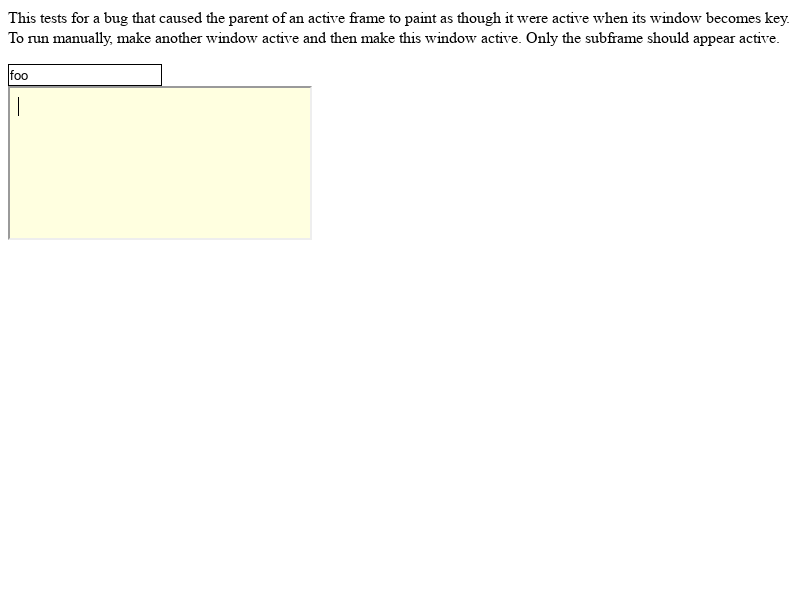 This tests for a bug that caused the parent of an active frame to paint as though it were active when its window becomes key.
To run manually, make another window active and then make this window active. Only the subframe should appear active.
foo